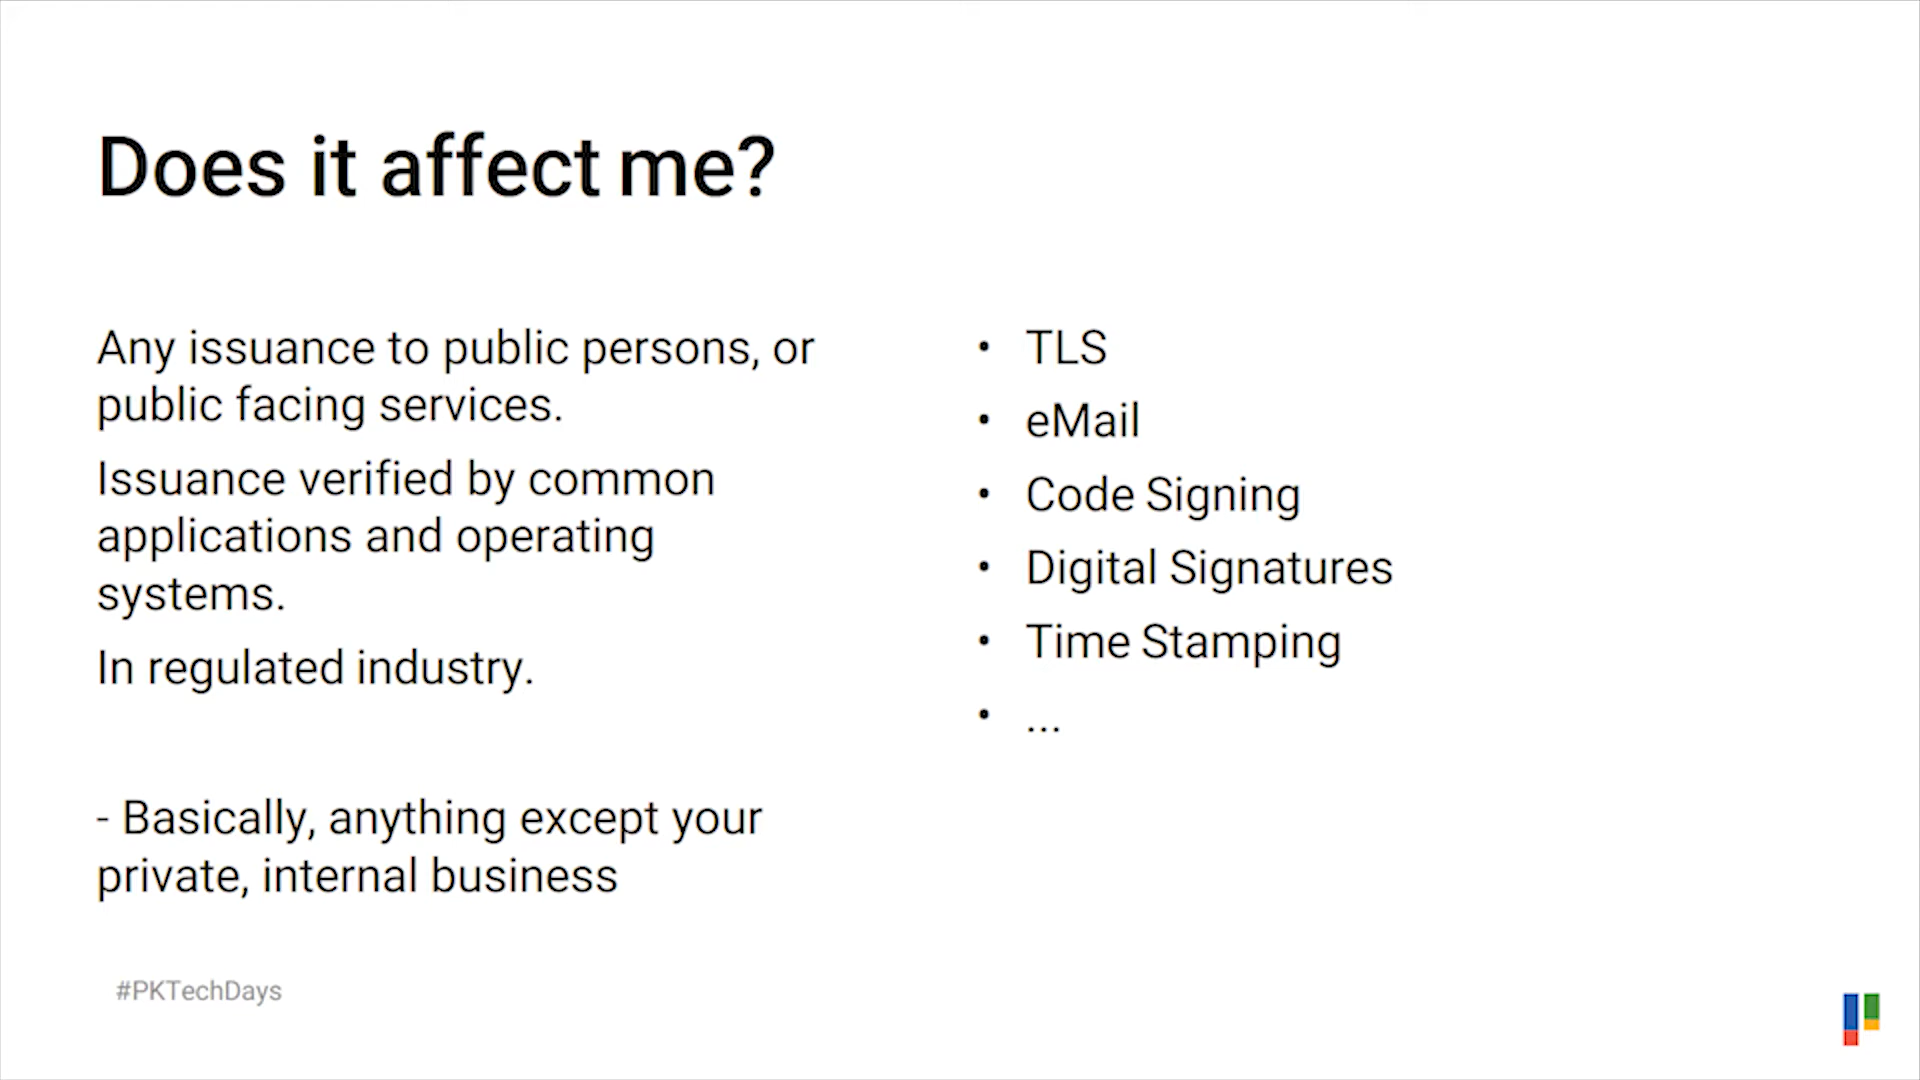 Does it affect me?
Any issuance to public persons, or
public facing services.
Issuance verified by common
applications and operating
systems.
In regulated industry.
- Basically, anything except your
private, internal business
• TLS
• eMail
• Code Signing
• Digital Signatures
• Time Stamping
• ...
#PKTechDays